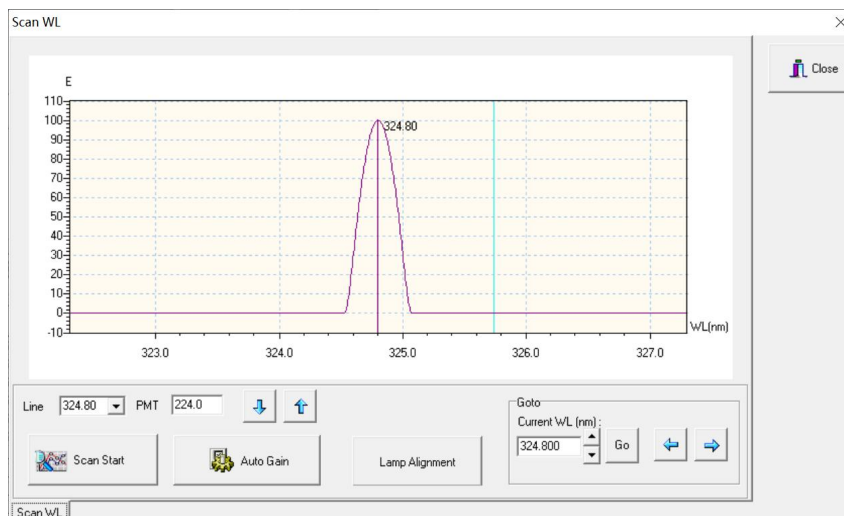 Scan WL
Close
E
110
100
324.80
90
80
70
60
50
40
30
20
10
0
-10
WL(nm)
323.0 324.0 325.0 326.0 327.0
Line 324.80 PMT 224.0
Goto
Current WL (nm) :
324.800 Go
Scan Start Auto Gain Lamp Alignment
Scan WL